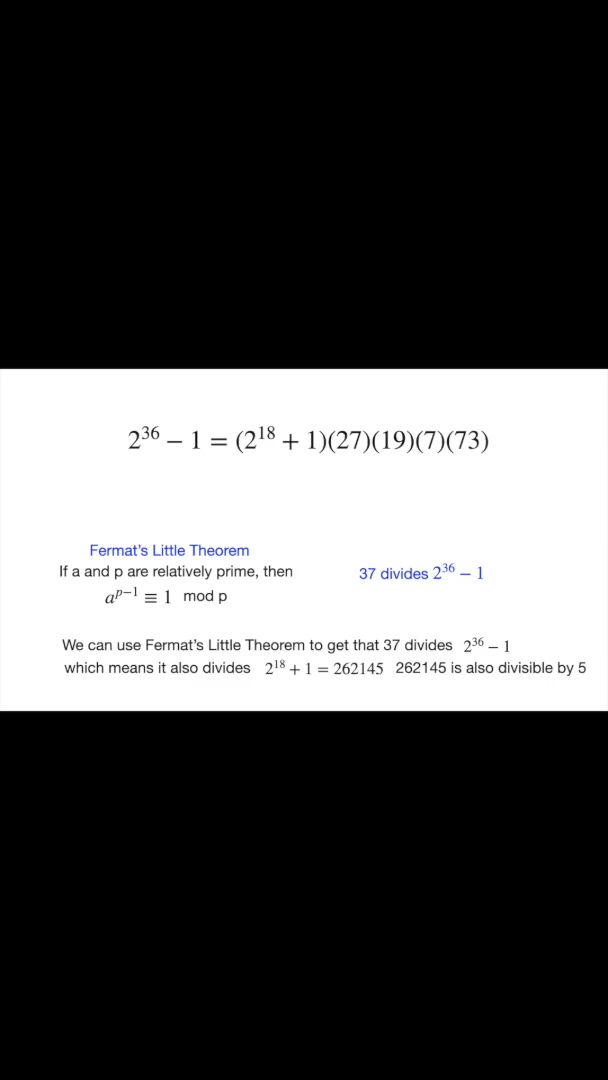 2³⁶ − 1 = (2¹⁸ + 1)(27)(19)(7)(73)
Fermat's Little Theorem
If a and p are relatively prime, then
37 divides 2³⁶ − 1
aᵖ⁻¹ ≡ 1 mod p
We can use Fermat's Little Theorem to get that 37 divides 2³⁶ − 1
which means it also divides 2¹⁸ + 1 = 262145 262145 is also divisible by 5